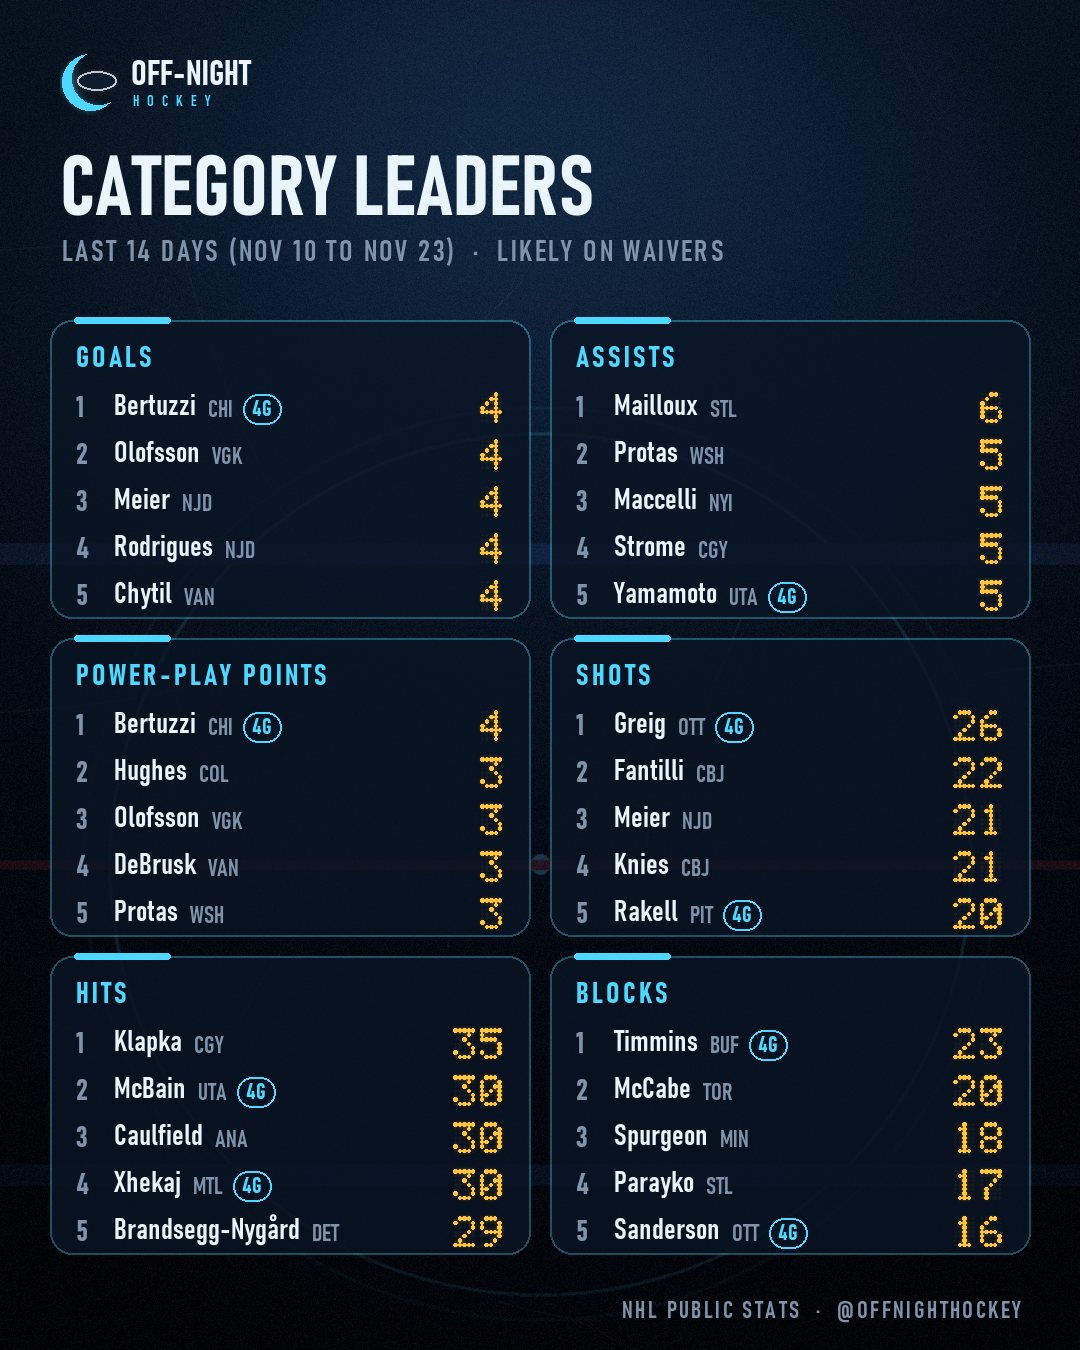 OFF-NIGHT
HOCKEY
CATEGORY LEADERS
LAST 14 DAYS (NOV 10 TO NOV 23) · LIKELY ON WAIVERS
GOALS
1 Bertuzzi CHI 4G 4
2 Olofsson VGK 4
3 Meier NJD 4
4 Rodrigues NJD 4
5 Chytil VAN 4
ASSISTS
1 Mailloux STL 6
2 Protas WSH 5
3 Maccelli NYI 5
4 Strome CGY 5
5 Yamamoto UTA 4G 5
POWER-PLAY POINTS
1 Bertuzzi CHI 4G 4
2 Hughes COL 3
3 Olofsson VGK 3
4 DeBrusk VAN 3
5 Protas WSH 3
SHOTS
1 Greig OTT 4G 26
2 Fantilli CBJ 22
3 Meier NJD 21
4 Knies CBJ 21
5 Rakell PIT 4G 20
HITS
1 Klapka CGY 35
2 McBain UTA 4G 30
3 Caulfield ANA 30
4 Xhekaj MTL 4G 30
5 Brandsegg-Nygård DET 29
BLOCKS
1 Timmins BUF 4G 23
2 McCabe TOR 20
3 Spurgeon MIN 18
4 Parayko STL 17
5 Sanderson OTT 4G 16
NHL PUBLIC STATS · @OFFNIGHTHOCKEY